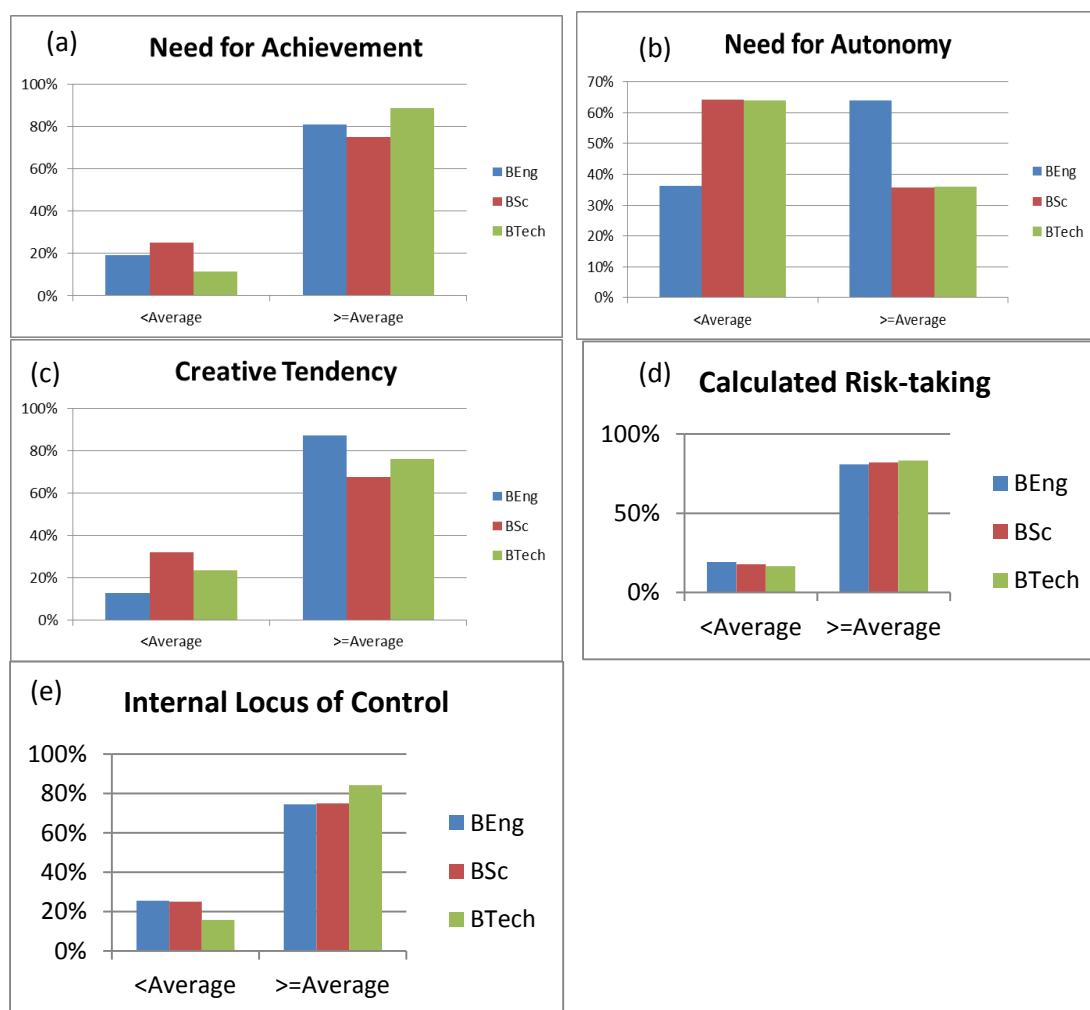 (a)
Need for Achievement
100%
80%
60%
40%
20%
0%
<Average
>=Average
BEng
BSc
BTech
(b)
Need for Autonomy
70%
60%
50%
40%
30%
20%
10%
0%
<Average
>=Average
BEng
BSc
BTech
(c)
Creative Tendency
100%
80%
60%
40%
20%
0%
<Average
>=Average
BEng
BSc
BTech
(d)
Calculated Risk-taking
100%
50%
0%
<Average >=Average
BEng
BSc
BTech
(e)
Internal Locus of Control
100%
80%
60%
40%
20%
0%
<Average >=Average
BEng
BSc
BTech